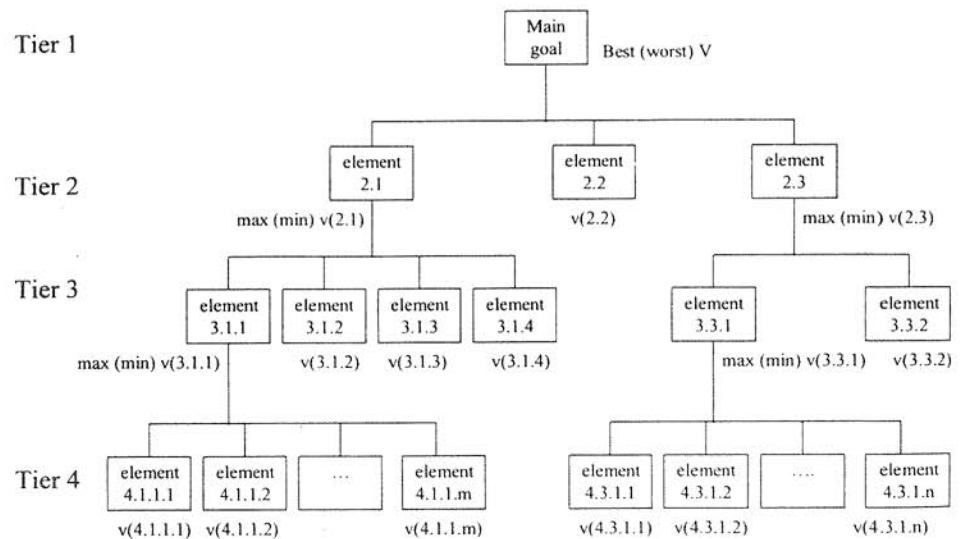 Tier 1
Main
goal
Best (worst) V
Tier 2
element
2.1
element
2.2
element
2.3
max (min) v(2.1)
v(2.2)
max (min) v(2.3)
Tier 3
element
3.1.1
element
3.1.2
element
3.1.3
element
3.1.4
element
3.3.1
element
3.3.2
max (min) v(3.1.1)
v(3.1.2)
v(3.1.3)
v(3.1.4)
max (min) v(3.3.1)
v(3.3.2)
Tier 4
element
4.1.1.1
element
4.1.1.2
...
element
4.1.1.m
element
4.3.1.1
element
4.3.1.2
....
element
4.3.1.n
v(4.1.1.1)
v(4.1.1.2)
v(4.1.1.m)
v(4.3.1.1)
v(4.3.1.2)
v(4.3.1.n)